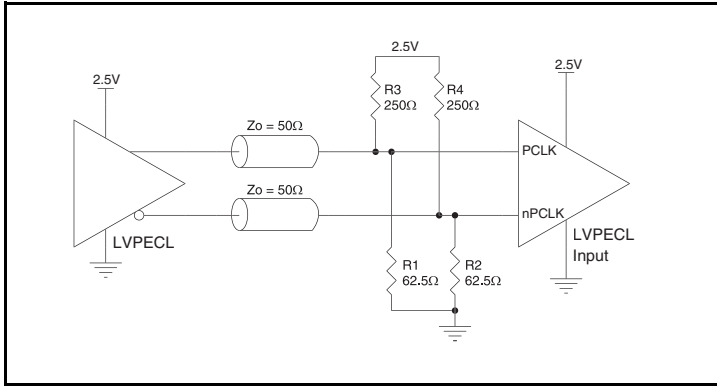 2.5V
2.5V
2.5V
R3
250Ω
R4
250Ω
Zo = 50Ω
PCLK
Zo = 50Ω
nPCLK
LVPECL
LVPECL
Input
R1
62.5Ω
R2
62.5Ω